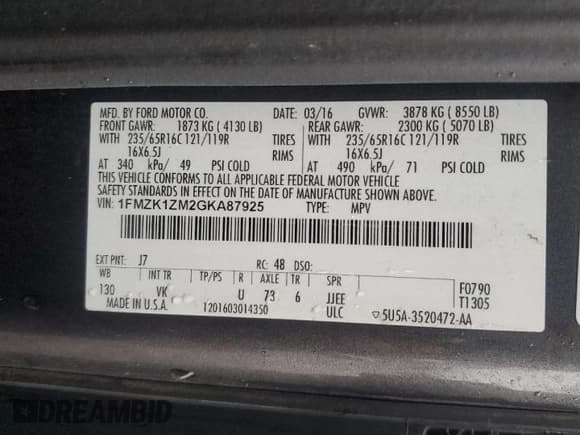 MFD. BY FORD MOTOR CO.
DATE: 03/16 GVWR: 3878 KG ( 8550 LB)
FRONT GAWR: 1873 KG ( 4130 LB) REAR GAWR: 2300 KG ( 5070 LB)
WITH 235/65R16C 121/119R TIRES WITH 235/65R16C 121/119R TIRES
16X6.5J RIMS 16X6.5J RIMS
AT 340 kPa/ 49 PSI COLD AT 490 kPa/ 71 PSI COLD
THIS VEHICLE CONFORMS TO ALL APPLICABLE FEDERAL MOTOR VEHICLE
SAFETY STANDARDS IN EFFECT ON THE DATE OF MANUFACTURE SHOWN ABOVE.
VIN: 1FMZK1ZM2GKA87925 TYPE: MPV
EXT PNT: J7 RC: 48 DSO:
WB INT TR TP/PS R AXLE TR SPR F0790
130 VK U 73 6 JJEE T1305
MADE IN U.S.A. 1201603014350 ULC ▽5U5A-3520472-AA
DREAMBID